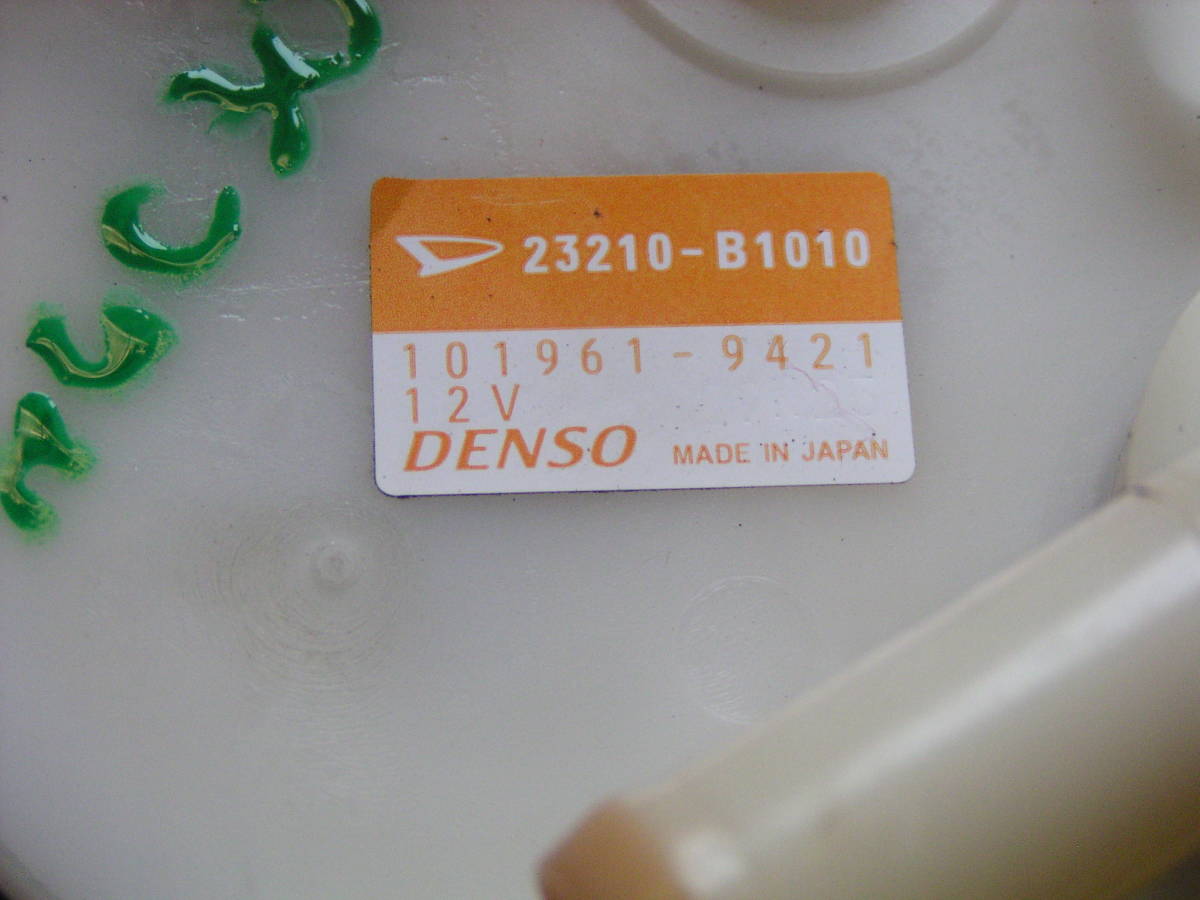 23210-B1010
101961-9421
12V
DENSO MADE IN JAPAN